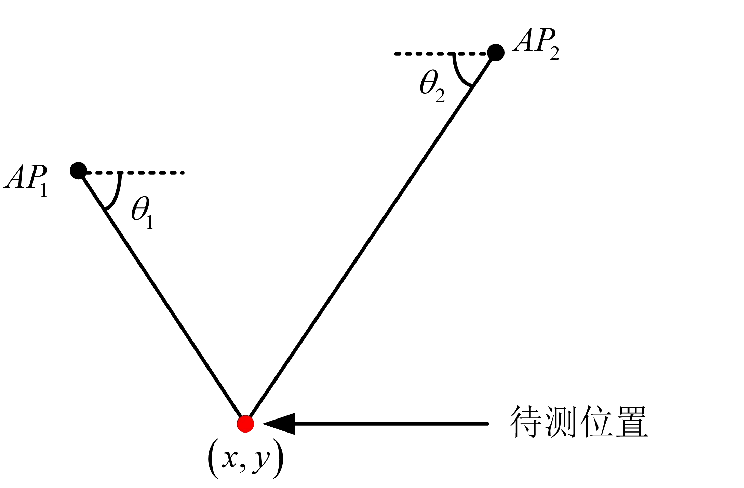 AP₂
θ₂
AP₁
θ₁
待测位置
(x, y)